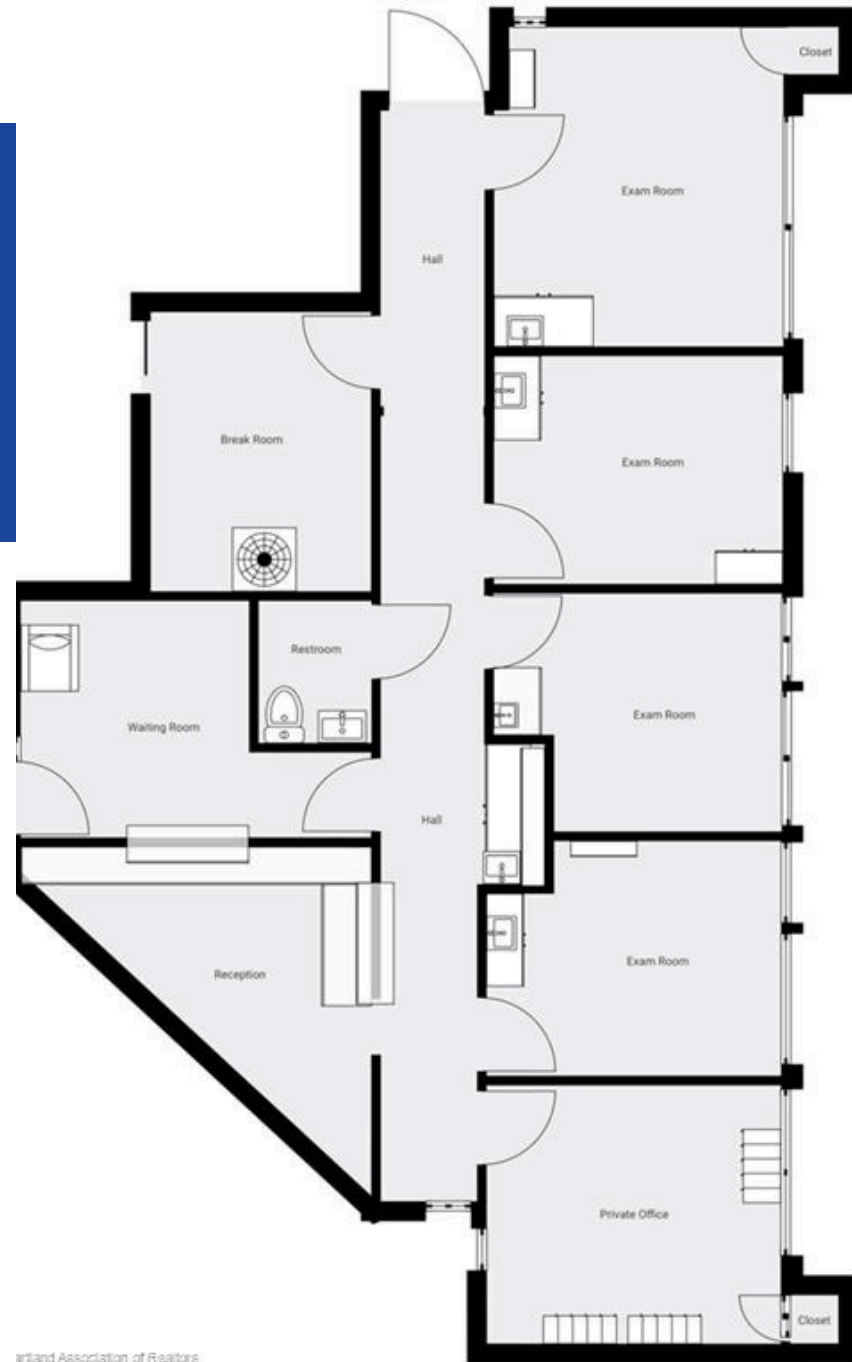 Closet
Exam Room
Hall
Break Room
Exam Room
Restroom
Exam Room
Waiting Room
Hall
Exam Room
Reception
Private Office
Closet
Association of Realtors